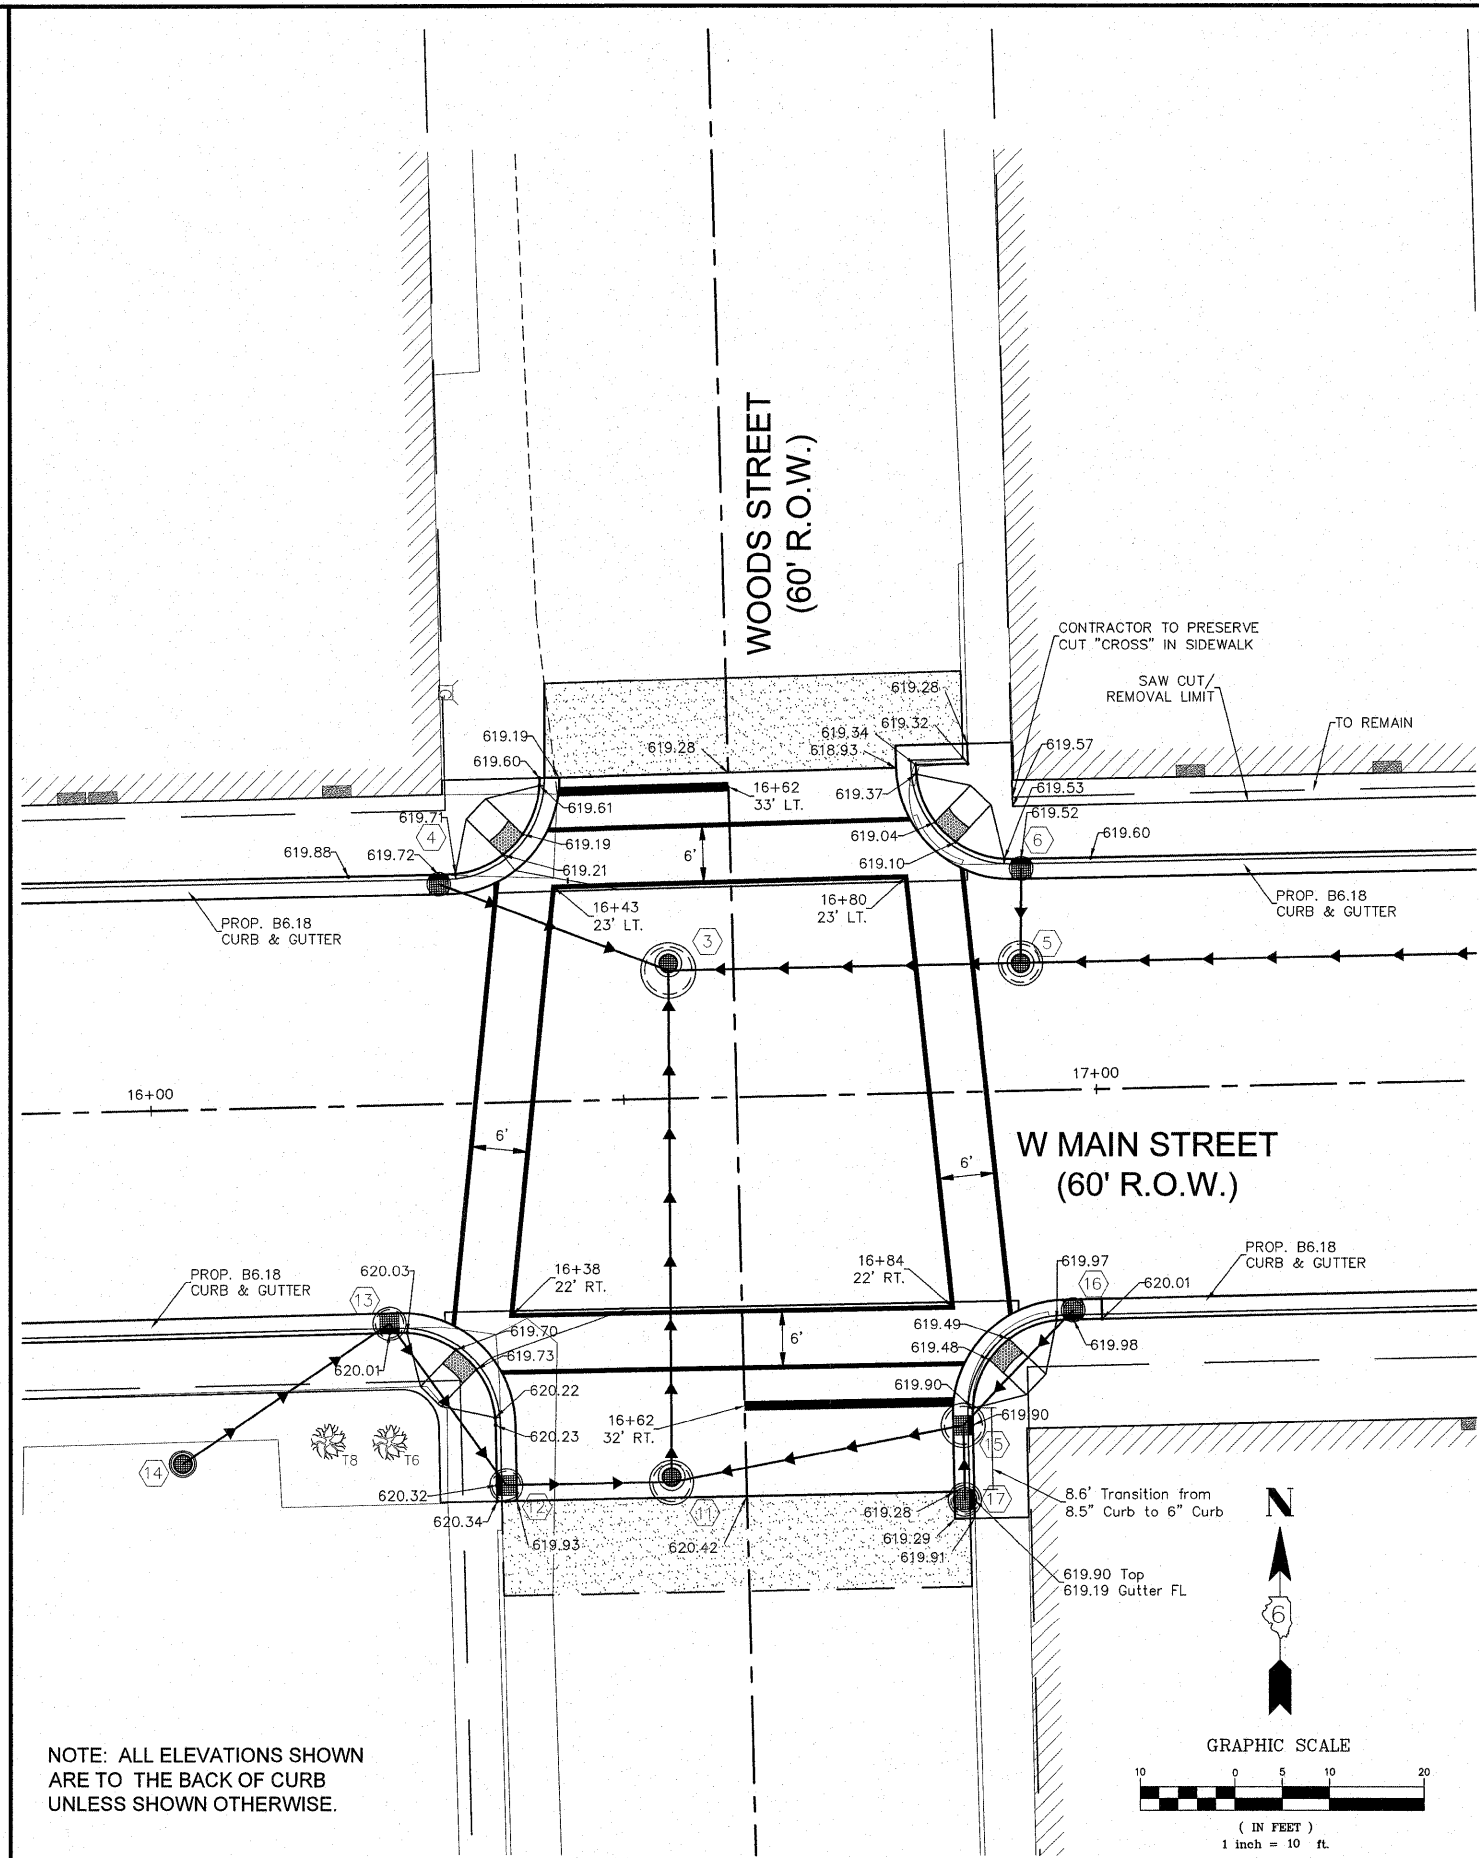 WOODS STREET
(60' R.O.W.)
CONTRACTOR TO PRESERVE
CUT "CROSS" IN SIDEWALK
SAW CUT/
REMOVAL LIMIT
TO REMAIN
619.28
619.32
619.34
618.93
619.57
619.19
619.28
619.60
619.61
16+62
33' LT.
619.37
619.53
619.52
619.71
4
619.04
6
619.60
619.88
619.72
619.19
6'
619.10
619.21
PROP. B6.18
CURB & GUTTER
16+43
23' LT.
16+80
23' LT.
PROP. B6.18
CURB & GUTTER
3
5
16+00
17+00
6'
6'
W MAIN STREET
(60' R.O.W.)
PROP. B6.18
CURB & GUTTER
620.03
16+38
22' RT.
16+84
22' RT.
619.97
PROP. B6.18
CURB & GUTTER
13
16
620.01
619.70
6'
619.49
619.73
619.48
619.98
620.01
620.22
619.90
16+62
32' RT.
619.90
620.23
15
T8
T6
14
620.32
12
11
17
8.6' Transition from
8.5" Curb to 6" Curb
620.34
619.28
619.93
620.42
619.29
619.91
619.90 Top
619.19 Gutter FL
N
6
NOTE: ALL ELEVATIONS SHOWN
ARE TO THE BACK OF CURB
UNLESS SHOWN OTHERWISE.
GRAPHIC SCALE
10 0 5 10 20
( IN FEET )
1 inch = 10 ft.